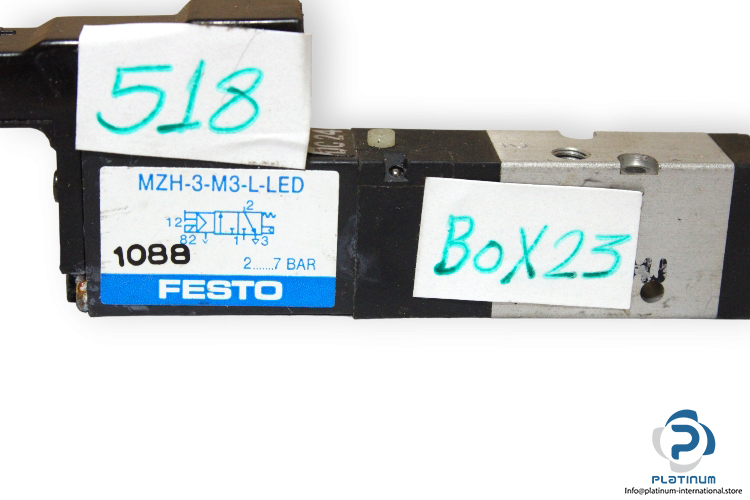 518
MZH-3-M3-L-LED
2
12
82 1 3
1088
2.......7 BAR
FESTO
BOX23
PLATINUM
Info@platinum-international.store